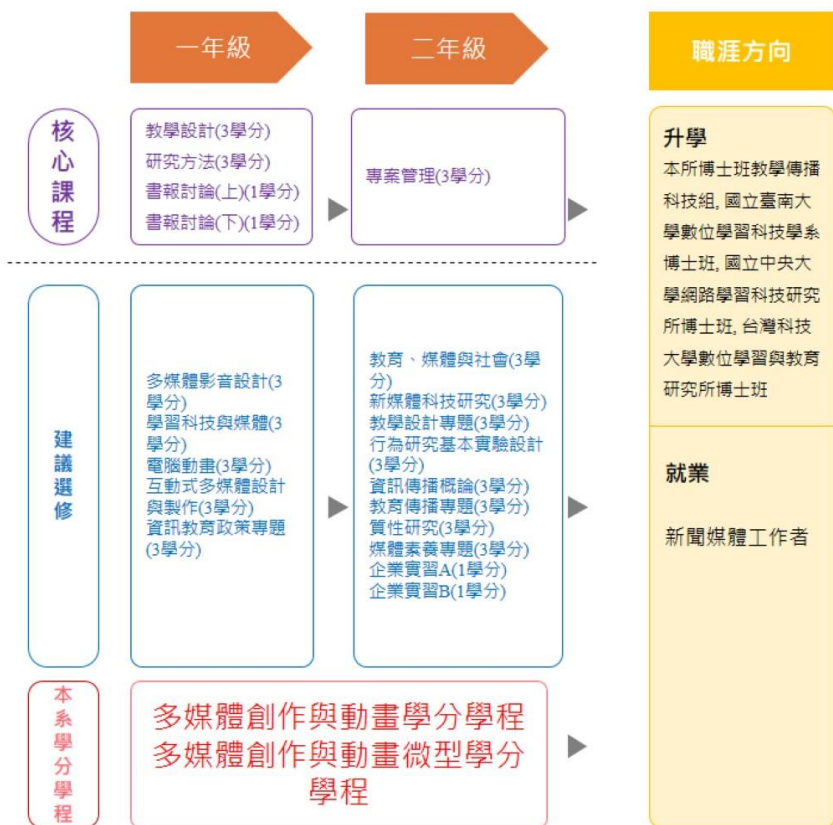 一年級
二年級
職涯方向
核心課程
教學設計(3學分)
研究方法(3學分)
書報討論(上)(1學分)
書報討論(下)(1學分)
專案管理(3學分)
建議選修
多媒體影音設計(3
學分)
學習科技與媒體(3
學分)
電腦動畫(3學分)
互動式多媒體設計
與製作(3學分)
資訊教育政策專題
(3學分)
教育、媒體與社會(3學
分)
新媒體科技研究(3學分)
教學設計專題(3學分)
行為研究基本實驗設計
(3學分)
資訊傳播概論(3學分)
教育傳播專題(3學分)
質性研究(3學分)
媒體素養專題(3學分)
企業實習A(1學分)
企業實習B(1學分)
本系學分學程
多媒體創作與動畫學分學程
多媒體創作與動畫微型學分
學程
升學
本所博士班教學傳播
科技組, 國立臺南大
學數位學習科技學系
博士班, 國立中央大
學網路學習科技研究
所博士班, 台灣科技
大學數位學習與教育
研究所博士班
就業
新聞媒體工作者